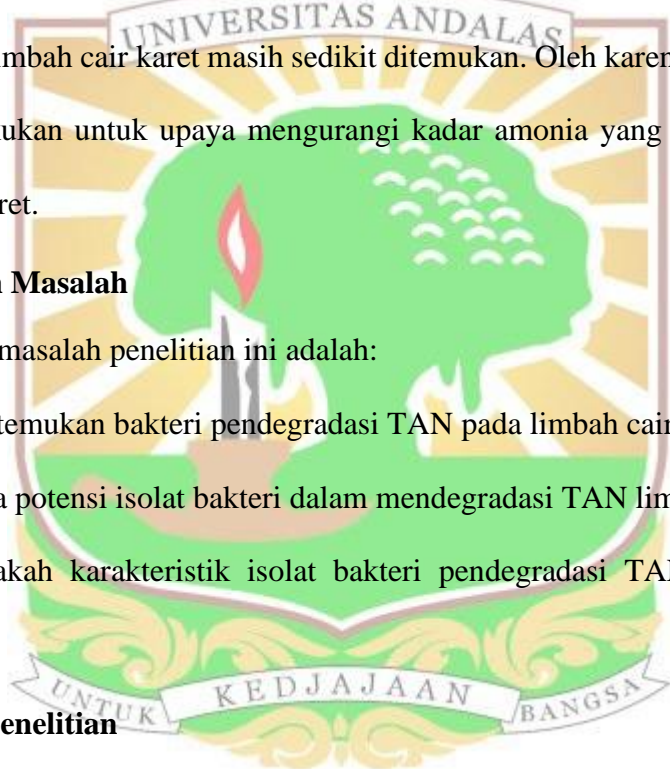 UNIVERSITAS ANDALAS
mbah cair karet masih sedikit ditemukan. Oleh karen
ukan untuk upaya mengurangi kadar amonia yang
ret.
n Masalah
masalah penelitian ini adalah:
temukan bakteri pendegradasi TAN pada limbah cair
a potensi isolat bakteri dalam mendegradasi TAN lim
akah karakteristik isolat bakteri pendegradasi TAN
UNTUK KEDJAJAAN BANGSA
enelitian